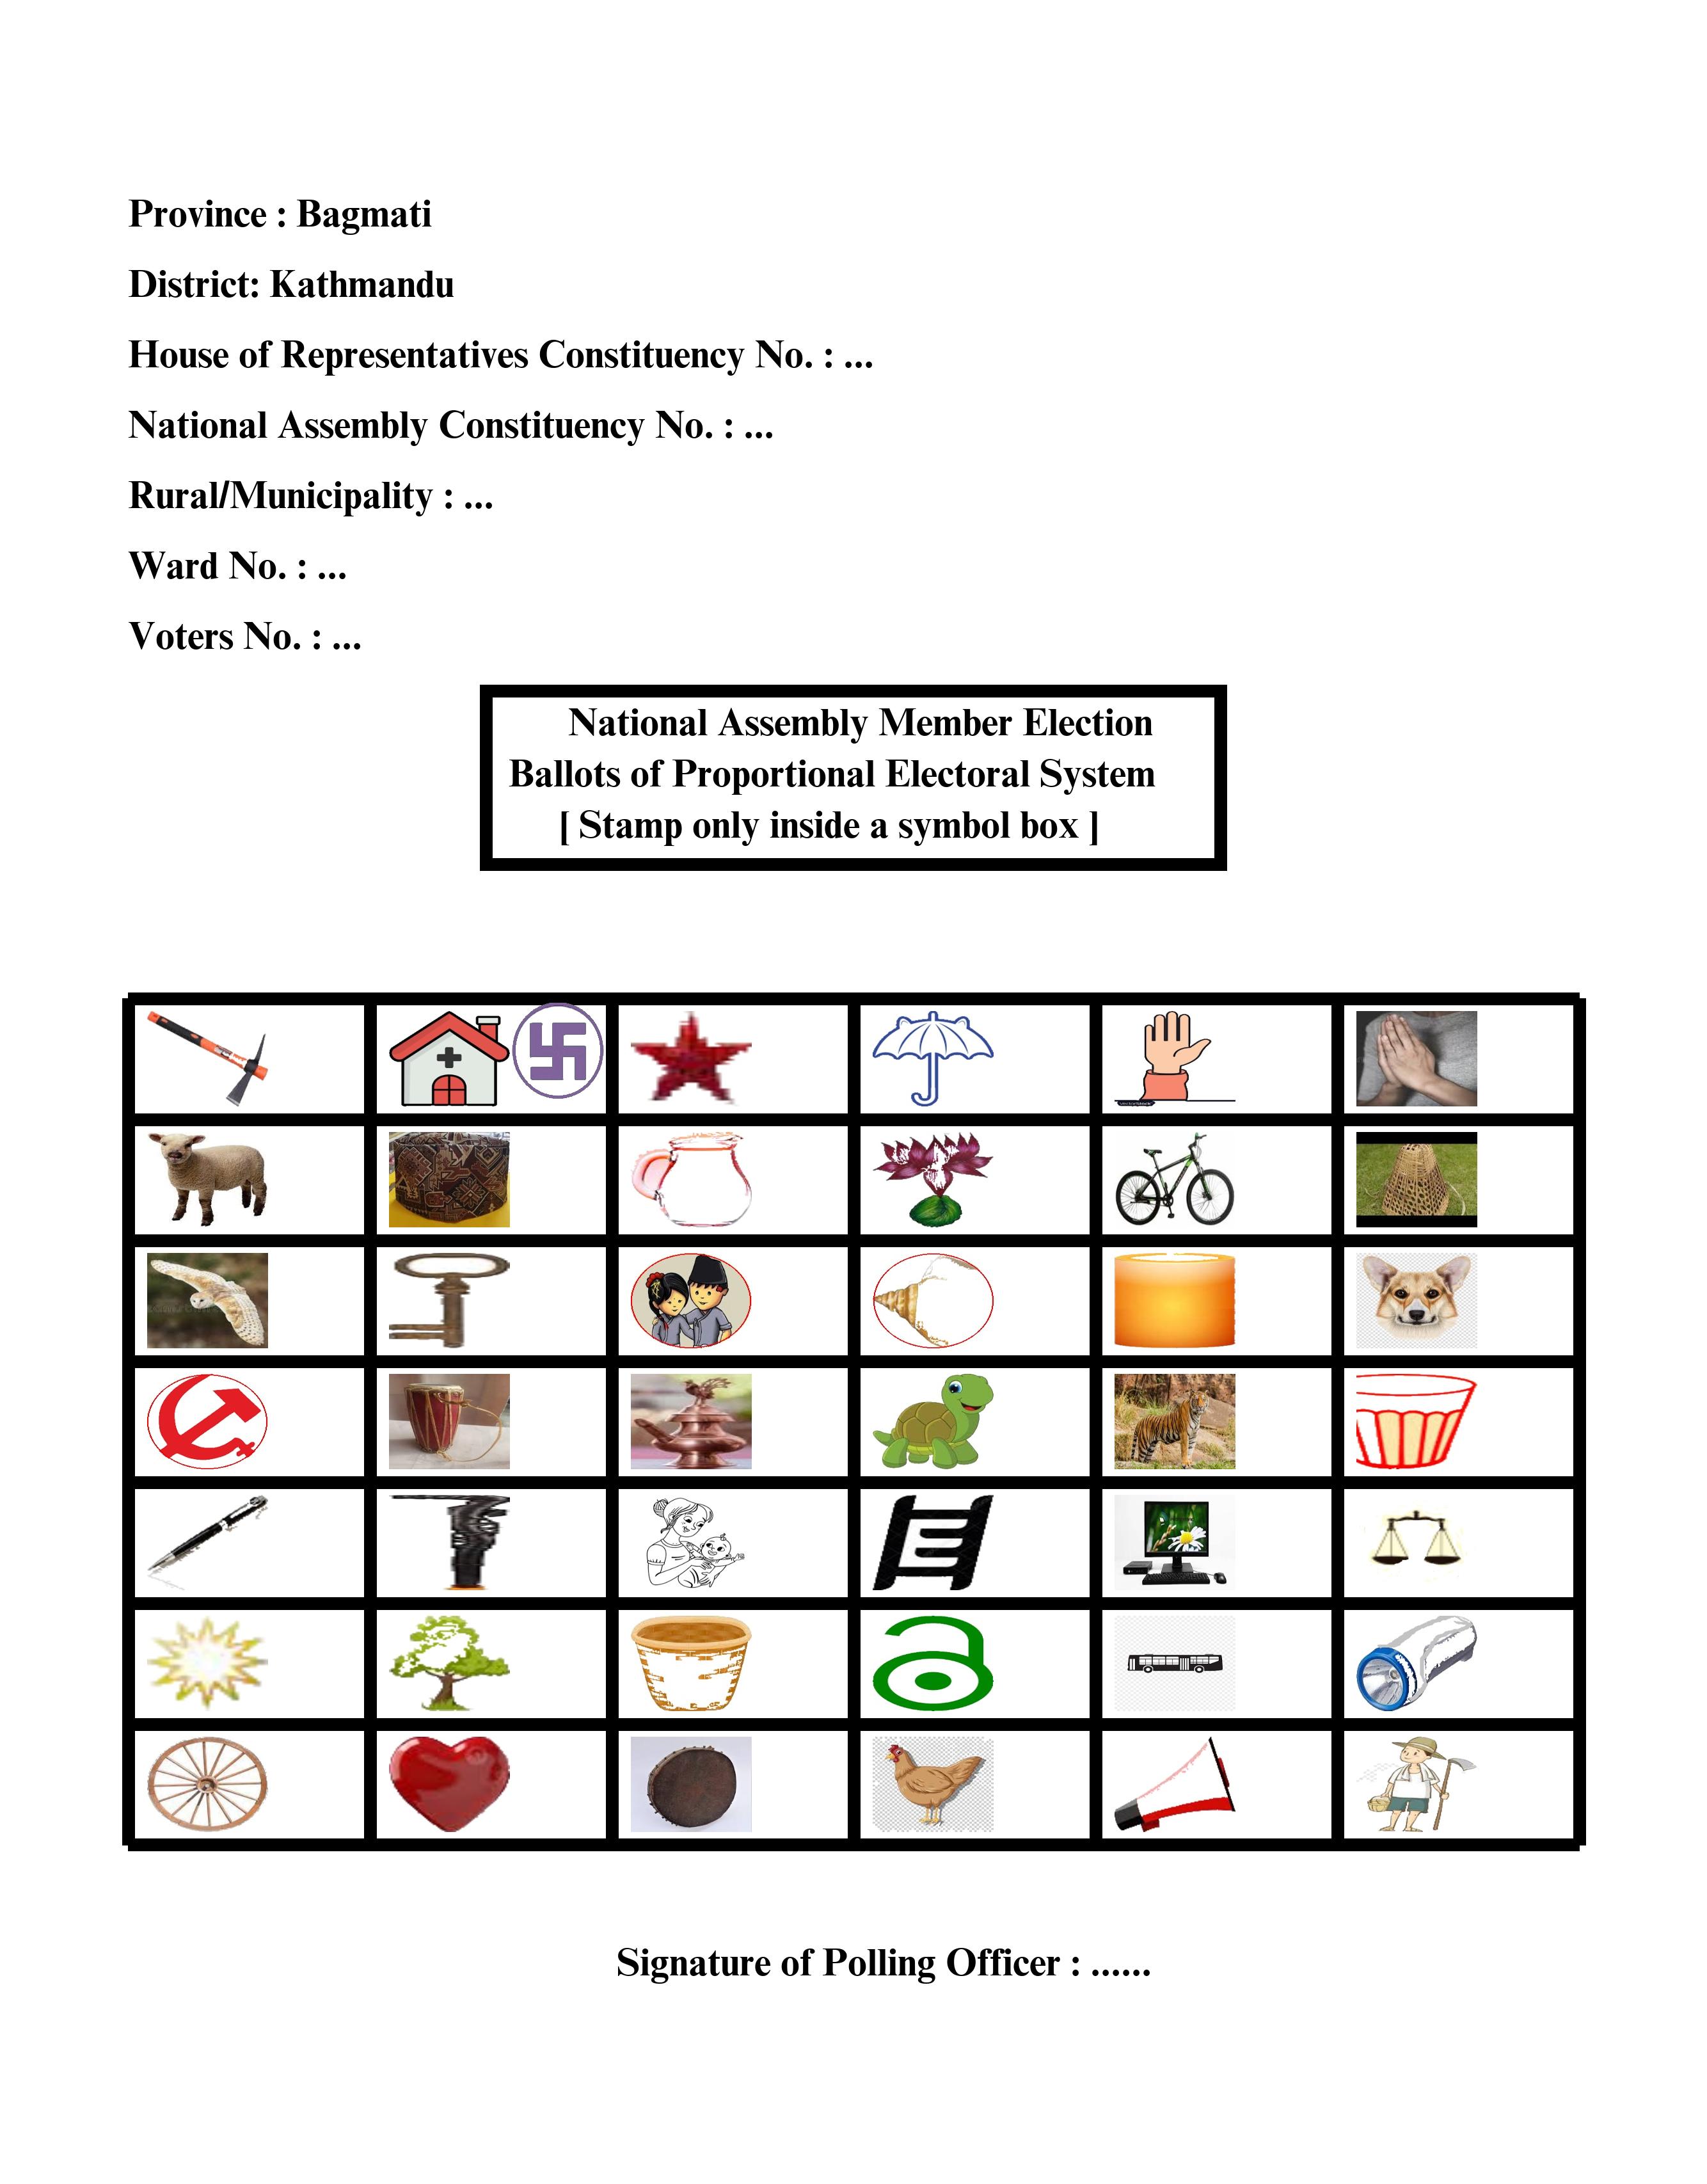 Province : Bagmati
District: Kathmandu
House of Representatives Constituency No. : ...
National Assembly Constituency No. : ...
Rural/Municipality : ...
Ward No. : ...
Voters No. : ...
National Assembly Member Election
Ballots of Proportional Electoral System
[ Stamp only inside a symbol box ]
Signature of Polling Officer : ......